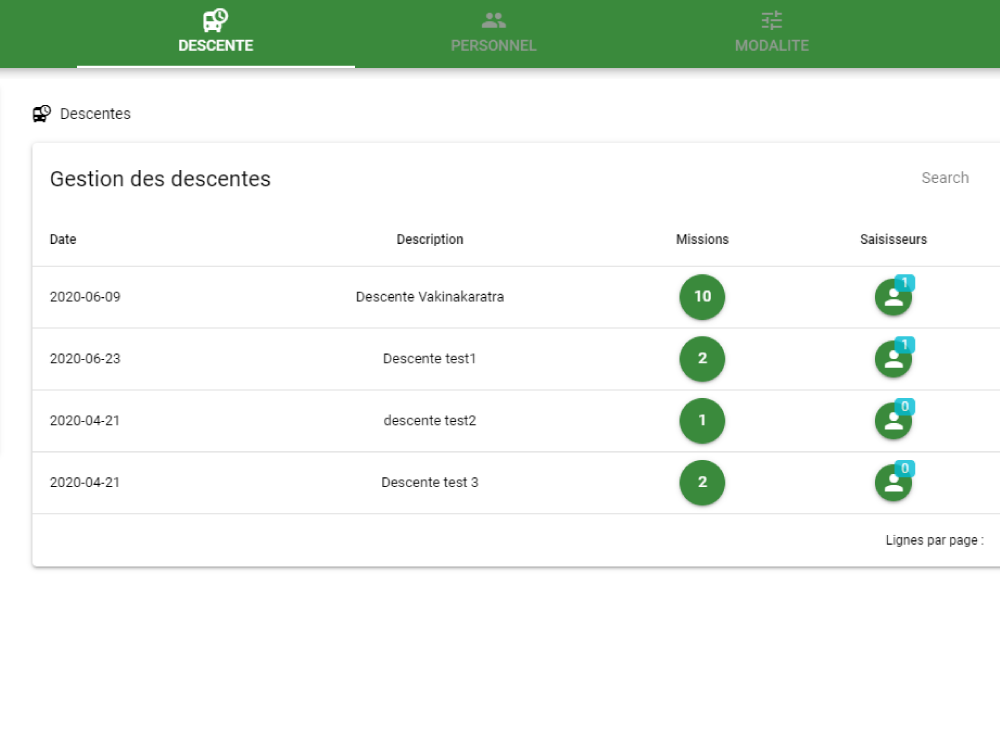 DESCENTE PERSONNEL MODALITE
Descentes
Gestion des descentes Search
Date Description Missions Saisisseurs
2020-06-09 Descente Vakinakaratra 10 1
2020-06-23 Descente test1 2 1
2020-04-21 descente test2 1 0
2020-04-21 Descente test 3 2 0
Lignes par page :